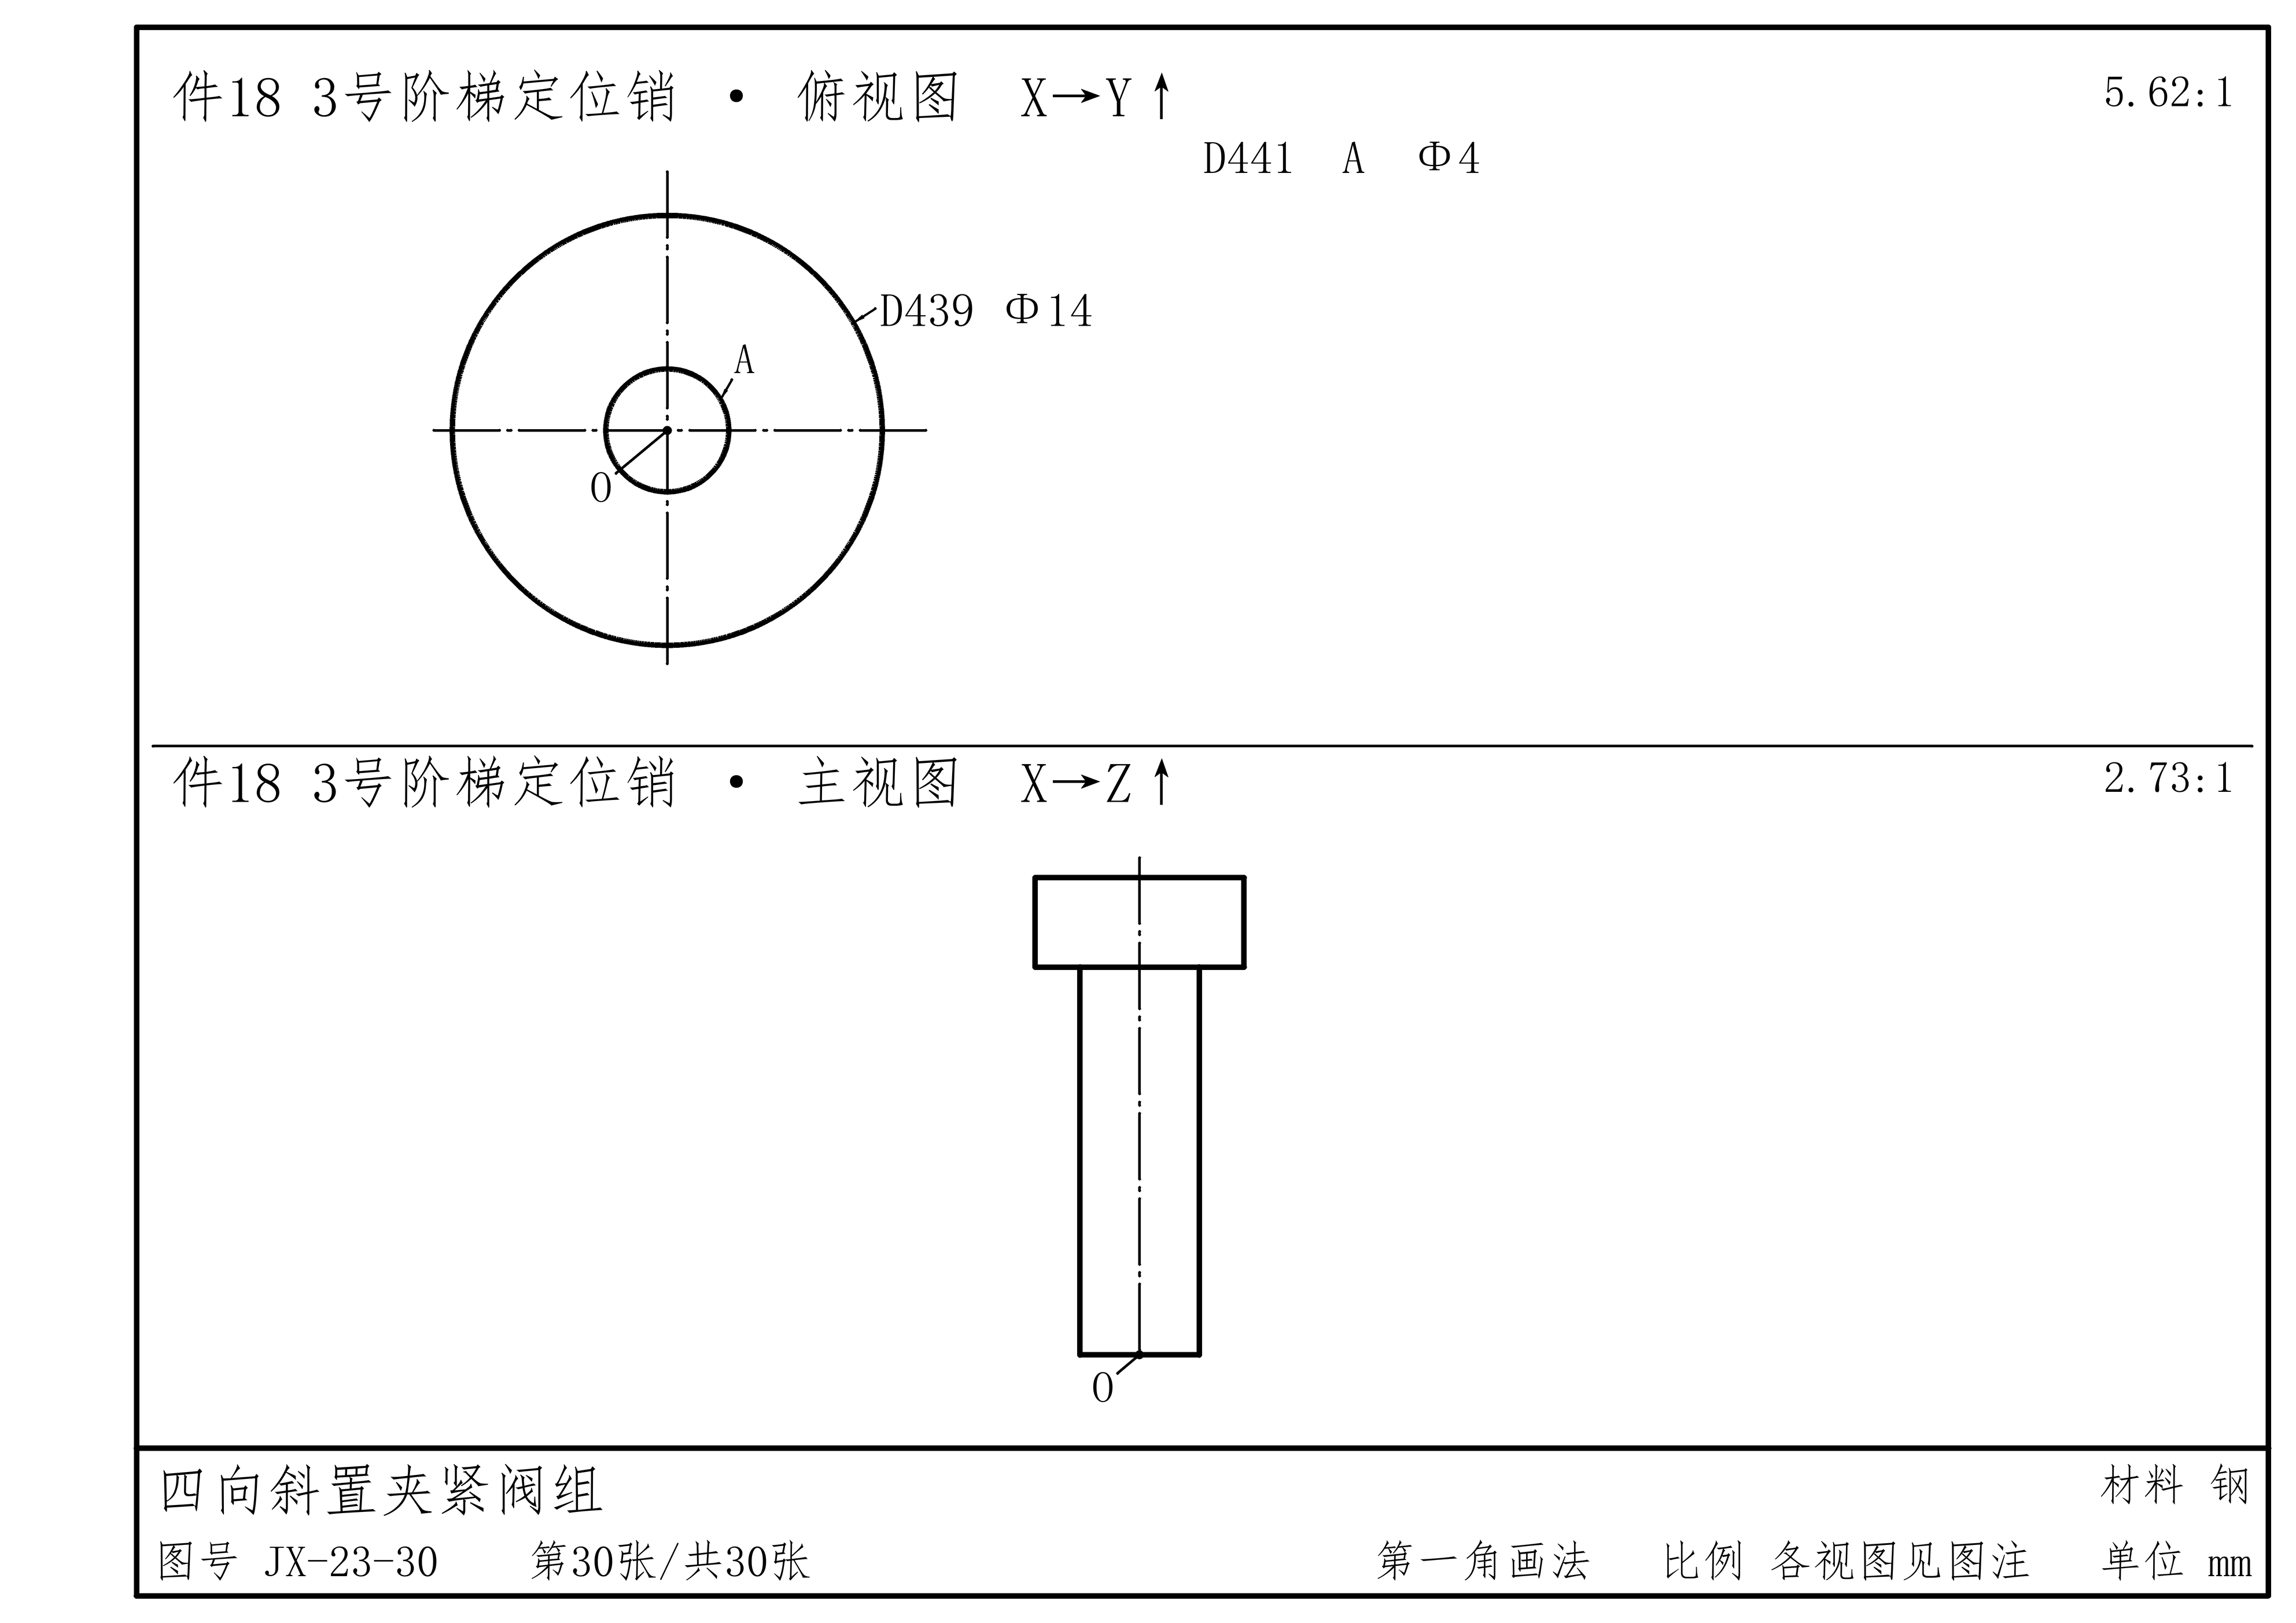 件18 3号阶梯定位销 • 俯视图 X→Y↑ 5.62:1
D441 A Φ4
D439 Φ14
A
O
件18 3号阶梯定位销 • 主视图 X→Z↑ 2.73:1
O
四向斜置夹紧阀组 材料 钢
图号 JX-23-30 第30张/共30张 第一角画法 比例 各视图见图注 单位 mm